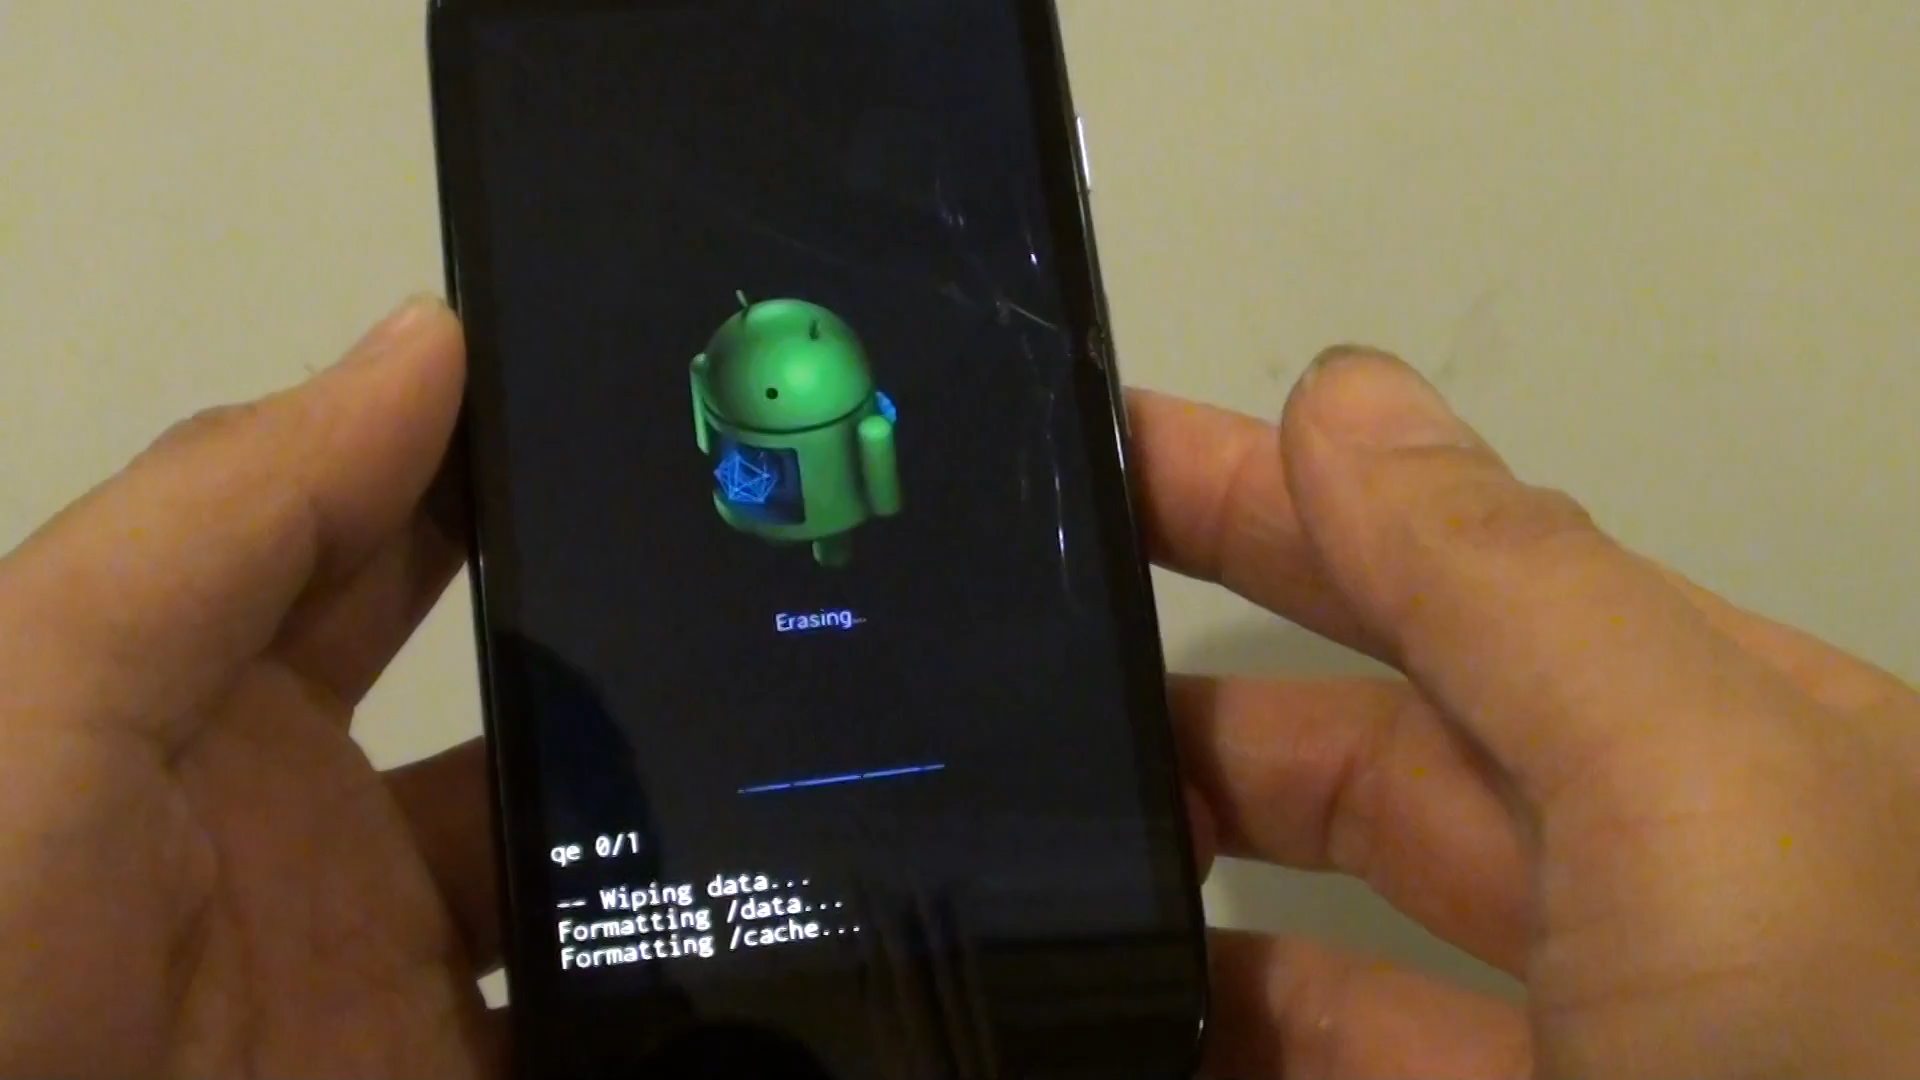 Erasing...
qe 0/1
-- Wiping data...
Formatting /data...
Formatting /cache...